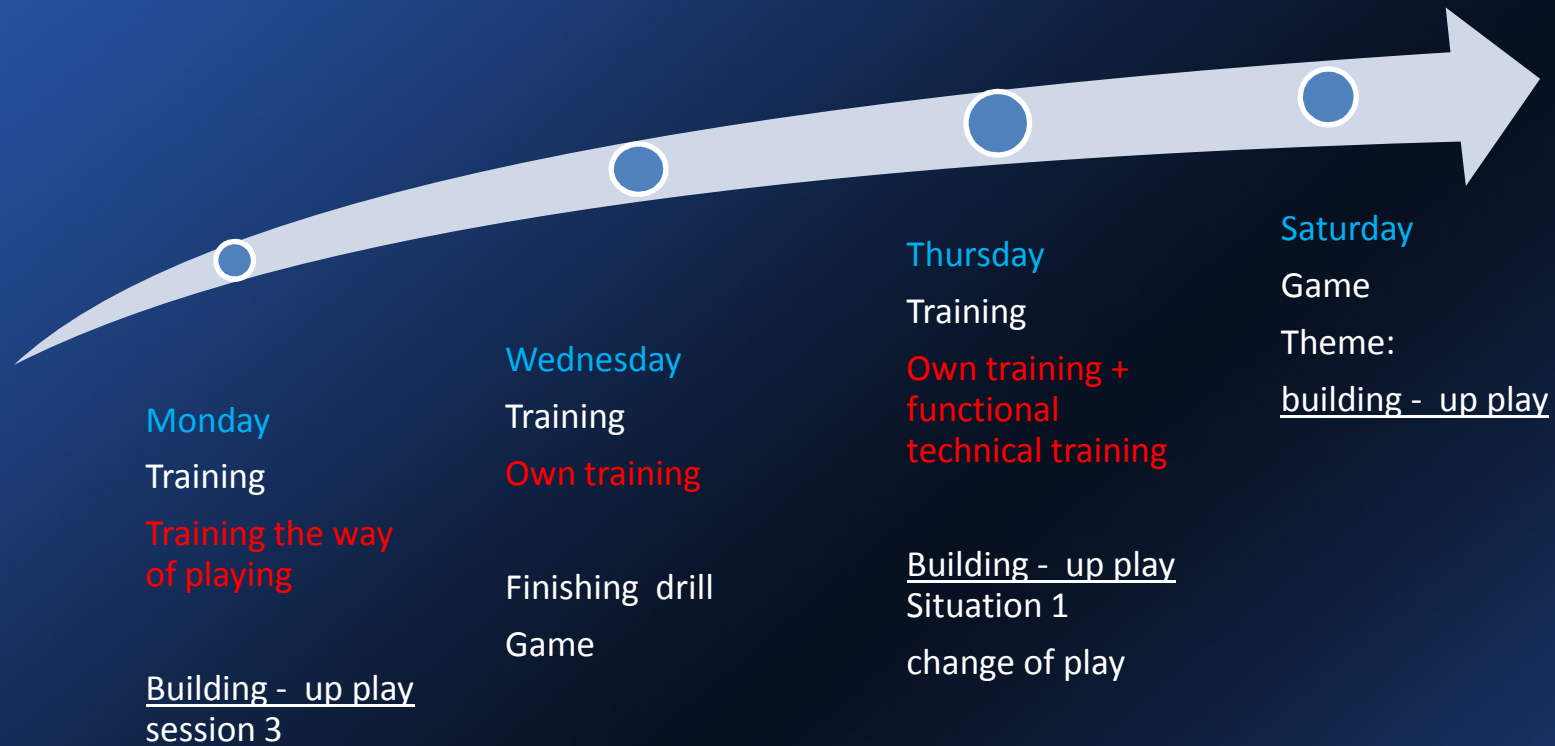 Monday
Training
Training the way
of playing
Building - up play
session 3
Wednesday
Training
Own training
Finishing drill
Game
Thursday
Training
Own training +
functional
technical training
Building - up play
Situation 1
change of play
Saturday
Game
Theme:
building - up play